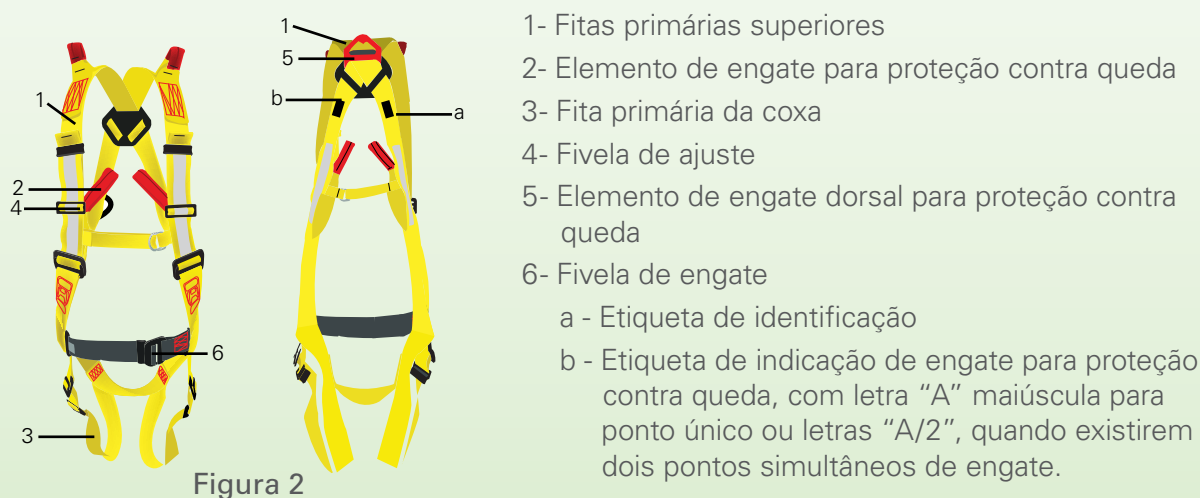 1
2
4
6
3
1
5
b
a
Figura 2
1- Fitas primárias superiores
2- Elemento de engate para proteção contra queda
3- Fita primária da coxa
4- Fivela de ajuste
5- Elemento de engate dorsal para proteção contra
queda
6- Fivela de engate
a - Etiqueta de identificação
b - Etiqueta de indicação de engate para proteção
contra queda, com letra “A” maiúscula para
ponto único ou letras “A/2”, quando existirem
dois pontos simultâneos de engate.